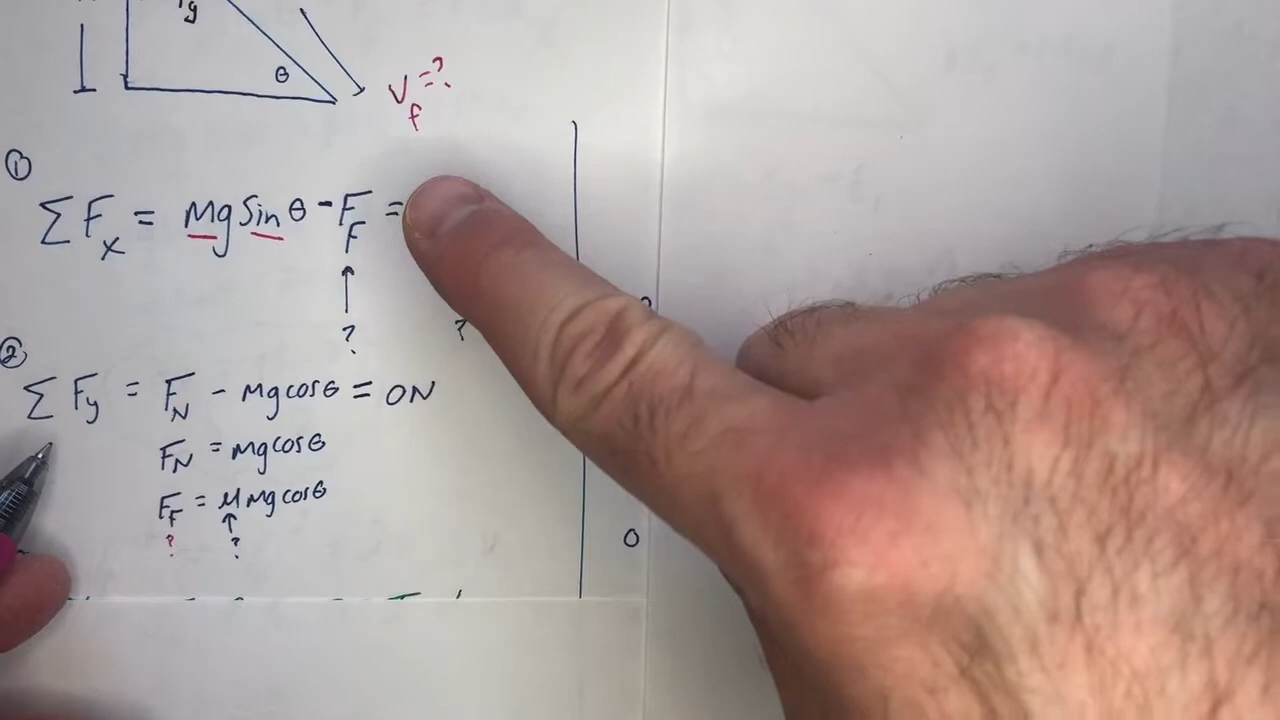 Fg
θ
Vf = ?
①
ΣFx = mg sin θ - FF =
↑
? ?
②
ΣFy = FN - mg cos θ = 0N
FN = mg cos θ
FF = μ mg cos θ
↑
? ?
0